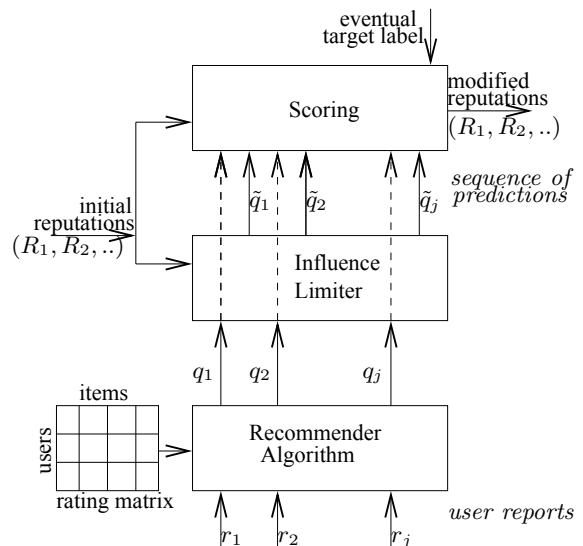 eventual
target label
modified
reputations
(R₁, R₂, ..)
Scoring
sequence of
predictions
q̃₁
q̃₂
q̃ⱼ
initial
reputations
(R₁, R₂, ..)
Influence
Limiter
q₁
q₂
qⱼ
items
users
rating matrix
Recommender
Algorithm
user reports
r₁
r₂
rⱼ